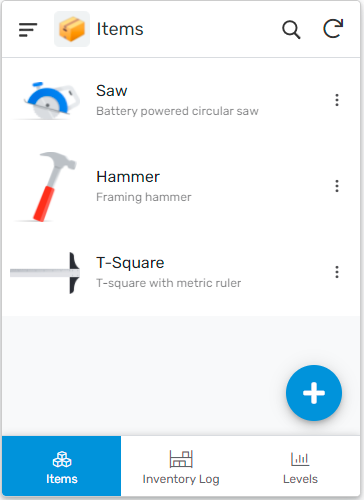 Items
Saw
Battery powered circular saw
Hammer
Framing hammer
T-Square
T-square with metric ruler
Items
Inventory Log
Levels